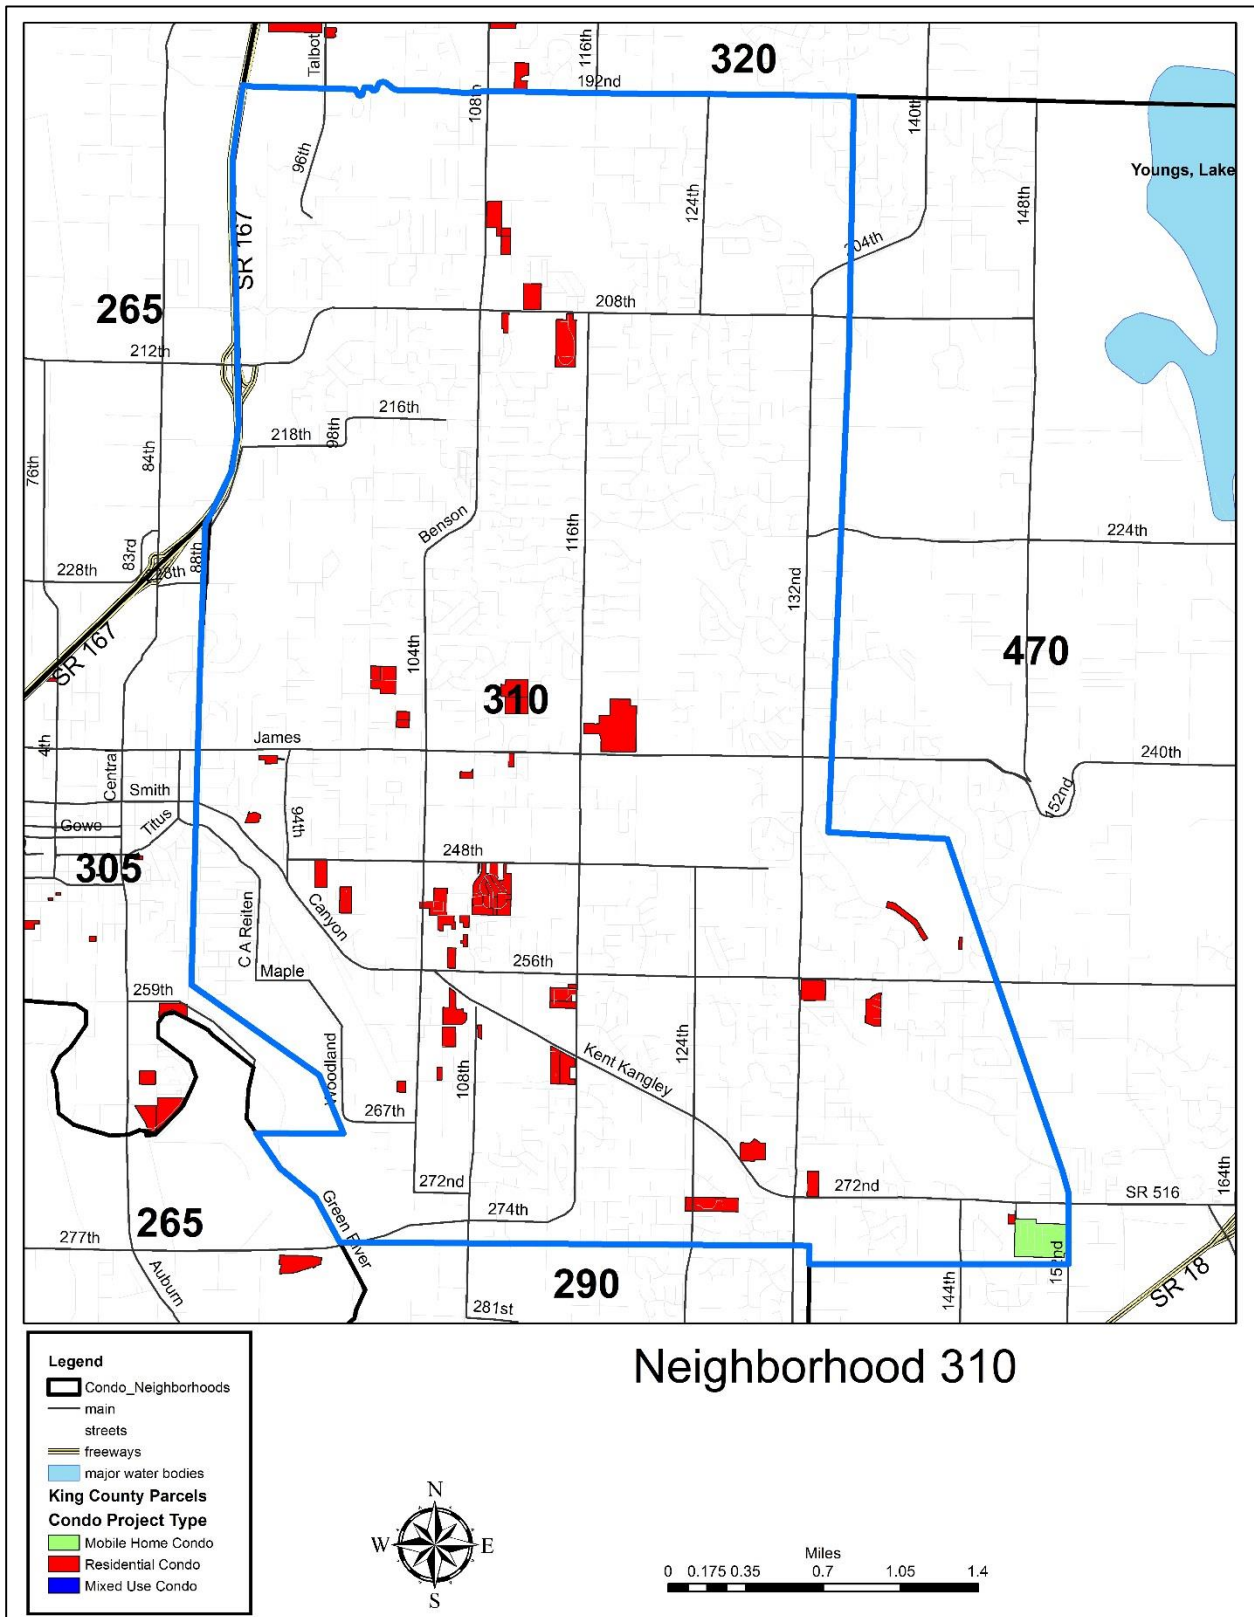 320
116th
Talbot
192nd
108th
140th
Youngs, Lake
96th
124th
148th
SR 167
204th
265
208th
212th
216th
218th
98th
76th
84th
Benson
116th
224th
83rd
228th
228th
88th
132nd
SR 167
104th
470
310
James
240th
4th
Central
152nd
Smith
Gowe
Titus
94th
305
248th
Canyon
C A Reiten
Maple
256th
259th
Woodland
108th
124th
Kent Kangley
267th
272nd
272nd
SR 516
164th
274th
Green River
265
277th
152nd
Auburn
290
144th
SR 18
281st
Neighborhood 310
Legend
Condo_Neighborhoods
main
streets
freeways
major water bodies
King County Parcels
Condo Project Type
Mobile Home Condo
Residential Condo
Mixed Use Condo
N
W E
S
Miles
0 0.175 0.35 0.7 1.05 1.4